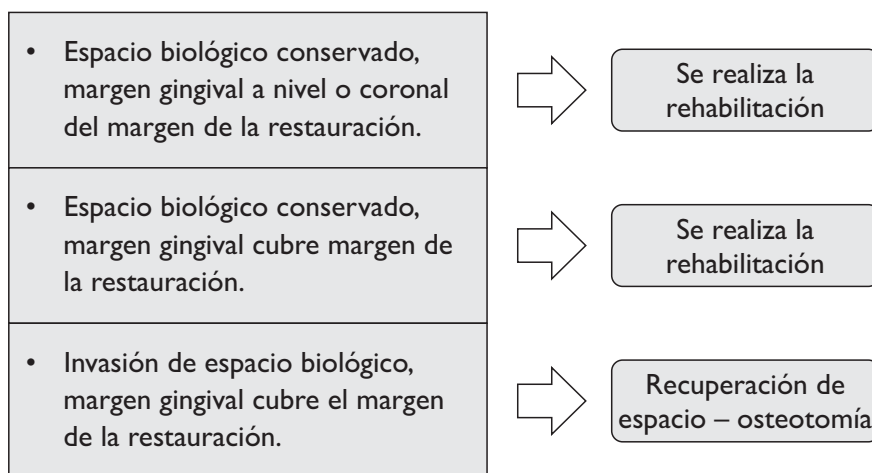 • Espacio biológico conservado,
margen gingival a nivel o coronal
del margen de la restauración.
Se realiza la
rehabilitación
• Espacio biológico conservado,
margen gingival cubre margen de
la restauración.
Se realiza la
rehabilitación
• Invasión de espacio biológico,
margen gingival cubre el margen
de la restauración.
Recuperación de
espacio – osteotomía